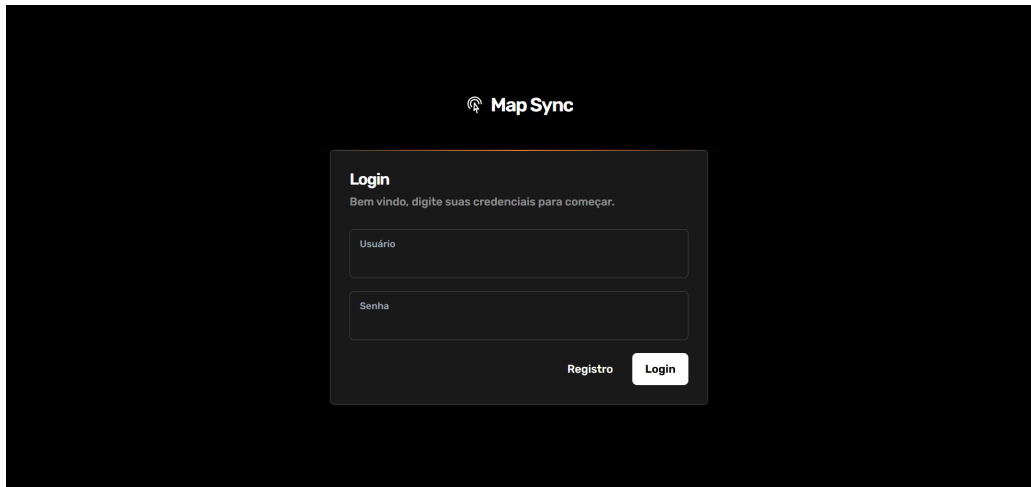 Map Sync
Login
Bem vindo, digite suas credenciais para começar.
Usuário
Senha
Registro
Login